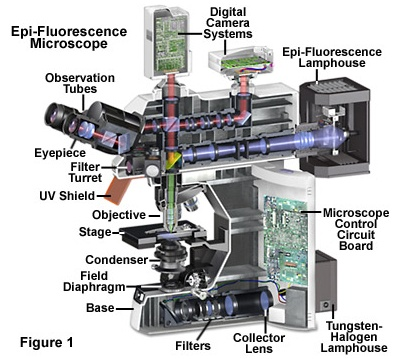 Epi-Fluorescence
Microscope
Digital
Camera
Systems
Epi-Fluorescence
Lamphouse
Observation
Tubes
Eyepiece
Filter
Turret
UV Shield
Objective
Stage
Condenser
Field
Diaphragm
Base
Microscope
Control
Circuit
Board
Filters
Collector
Lens
Tungsten-
Halogen
Lamphouse
Figure 1